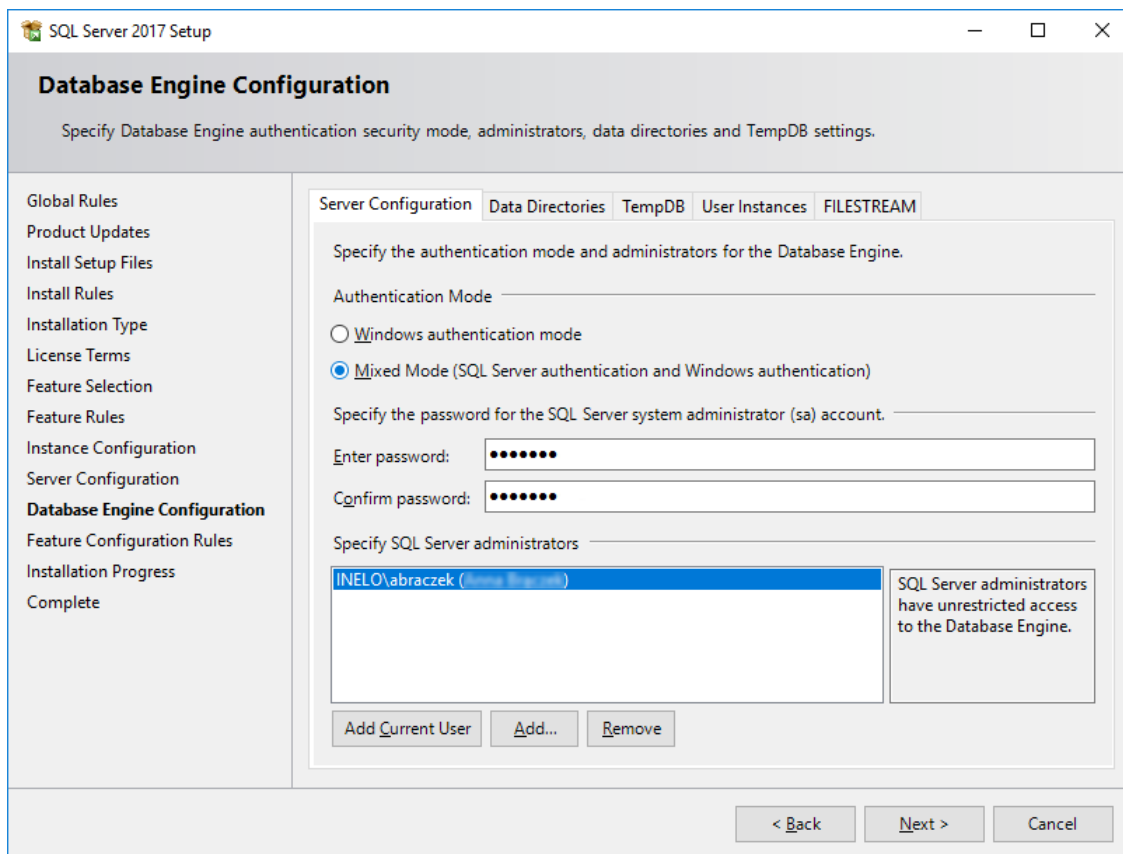 SQL Server 2017 Setup
Database Engine Configuration
Specify Database Engine authentication security mode, administrators, data directories and TempDB settings.
Global Rules
Product Updates
Install Setup Files
Install Rules
Installation Type
License Terms
Feature Selection
Feature Rules
Instance Configuration
Server Configuration
Database Engine Configuration
Feature Configuration Rules
Installation Progress
Complete
Server Configuration Data Directories TempDB User Instances FILESTREAM
Specify the authentication mode and administrators for the Database Engine.
Authentication Mode
Windows authentication mode
Mixed Mode (SQL Server authentication and Windows authentication)
Specify the password for the SQL Server system administrator (sa) account.
Enter password: •••••••
Confirm password: •••••••
Specify SQL Server administrators
INELO\abraczek ( )
SQL Server administrators
have unrestricted access
to the Database Engine.
Add Current User Add... Remove
< Back Next > Cancel